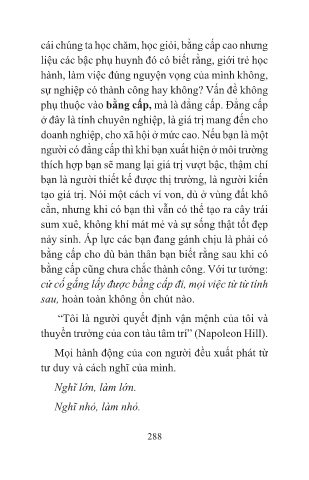 cái chúng ta học chăm, học giỏi, bằng cấp cao nhưng
liệu các bậc phụ huynh đó có biết rằng, giới trẻ học
hành, làm việc đúng nguyện vọng của mình không,
sự nghiệp có thành công hay không? Vấn đề không
phụ thuộc vào bằng cấp, mà là đẳng cấp. Đẳng cấp
ở đây là tính chuyên nghiệp, là giá trị mang đến cho
doanh nghiệp, cho xã hội ở mức cao. Nếu bạn là một
người có đẳng cấp thì khi bạn xuất hiện ở môi trường
thích hợp bạn sẽ mang lại giá trị vượt bậc, thậm chí
bạn là người thiết kế được thị trường, là người kiến
tạo giá trị. Nói một cách ví von, dù ở vùng đất khô
cằn, nhưng khi có bạn thì vẫn có thể tạo ra cây trái
sum xuê, không khí mát mẻ và sự sống thật tốt đẹp
nảy sinh. Áp lực các bạn đang gánh chịu là phải có
bằng cấp cho dù bản thân bạn biết rằng sau khi có
bằng cấp cũng chưa chắc thành công. Với tư tưởng:
cứ cố gắng lấy được bằng cấp đi, mọi việc từ từ tính
sau, hoàn toàn không ổn chút nào.
“Tôi là người quyết định vận mệnh của tôi và
thuyền trưởng của con tàu tâm trí” (Napoleon Hill).
Mọi hành động của con người đều xuất phát từ
tư duy và cách nghĩ của mình.
Nghĩ lớn, làm lớn.
Nghĩ nhỏ, làm nhỏ.
288